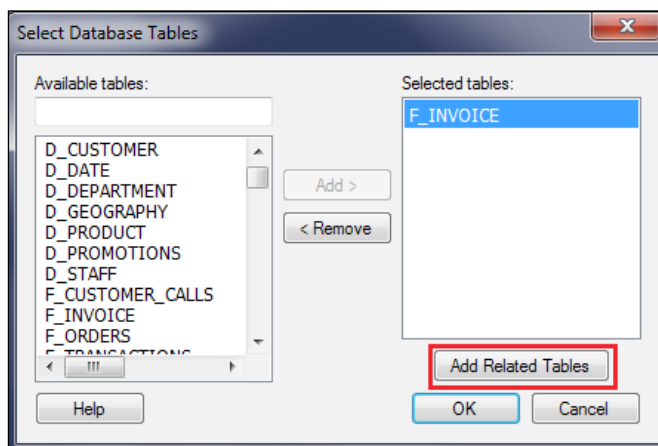 Select Database Tables
Available tables:
D_CUSTOMER
D_DATE
D_DEPARTMENT
D_GEOGRAPHY
D_PRODUCT
D_PROMOTIONS
D_STAFF
F_CUSTOMER_CALLS
F_INVOICE
F_ORDERS
F_TRANSACTIONS
Add >
< Remove
Selected tables:
F_INVOICE
Add Related Tables
Help
OK
Cancel